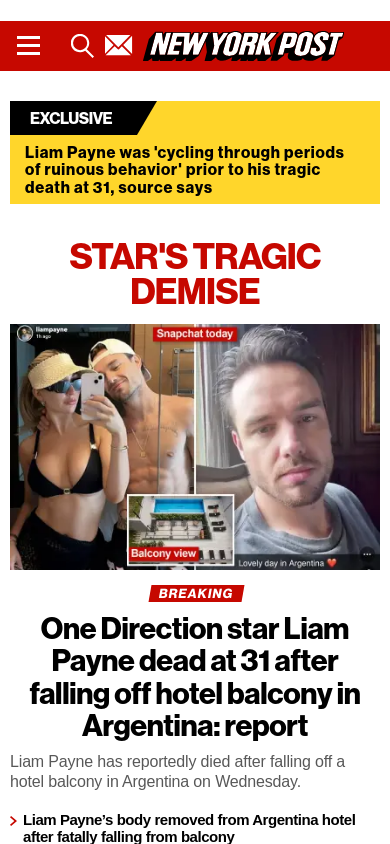 NEW YORK POST
EXCLUSIVE
Liam Payne was 'cycling through periods
of ruinous behavior' prior to his tragic
death at 31, source says
STAR'S TRAGIC
DEMISE
liampayne
1h ago
Snapchat today
Balcony view
Lovely day in Argentina ❤️
BREAKING
One Direction star Liam
Payne dead at 31 after
falling off hotel balcony in
Argentina: report
Liam Payne has reportedly died after falling off a
hotel balcony in Argentina on Wednesday.
Liam Payne’s body removed from Argentina hotel
after fatally falling from balcony